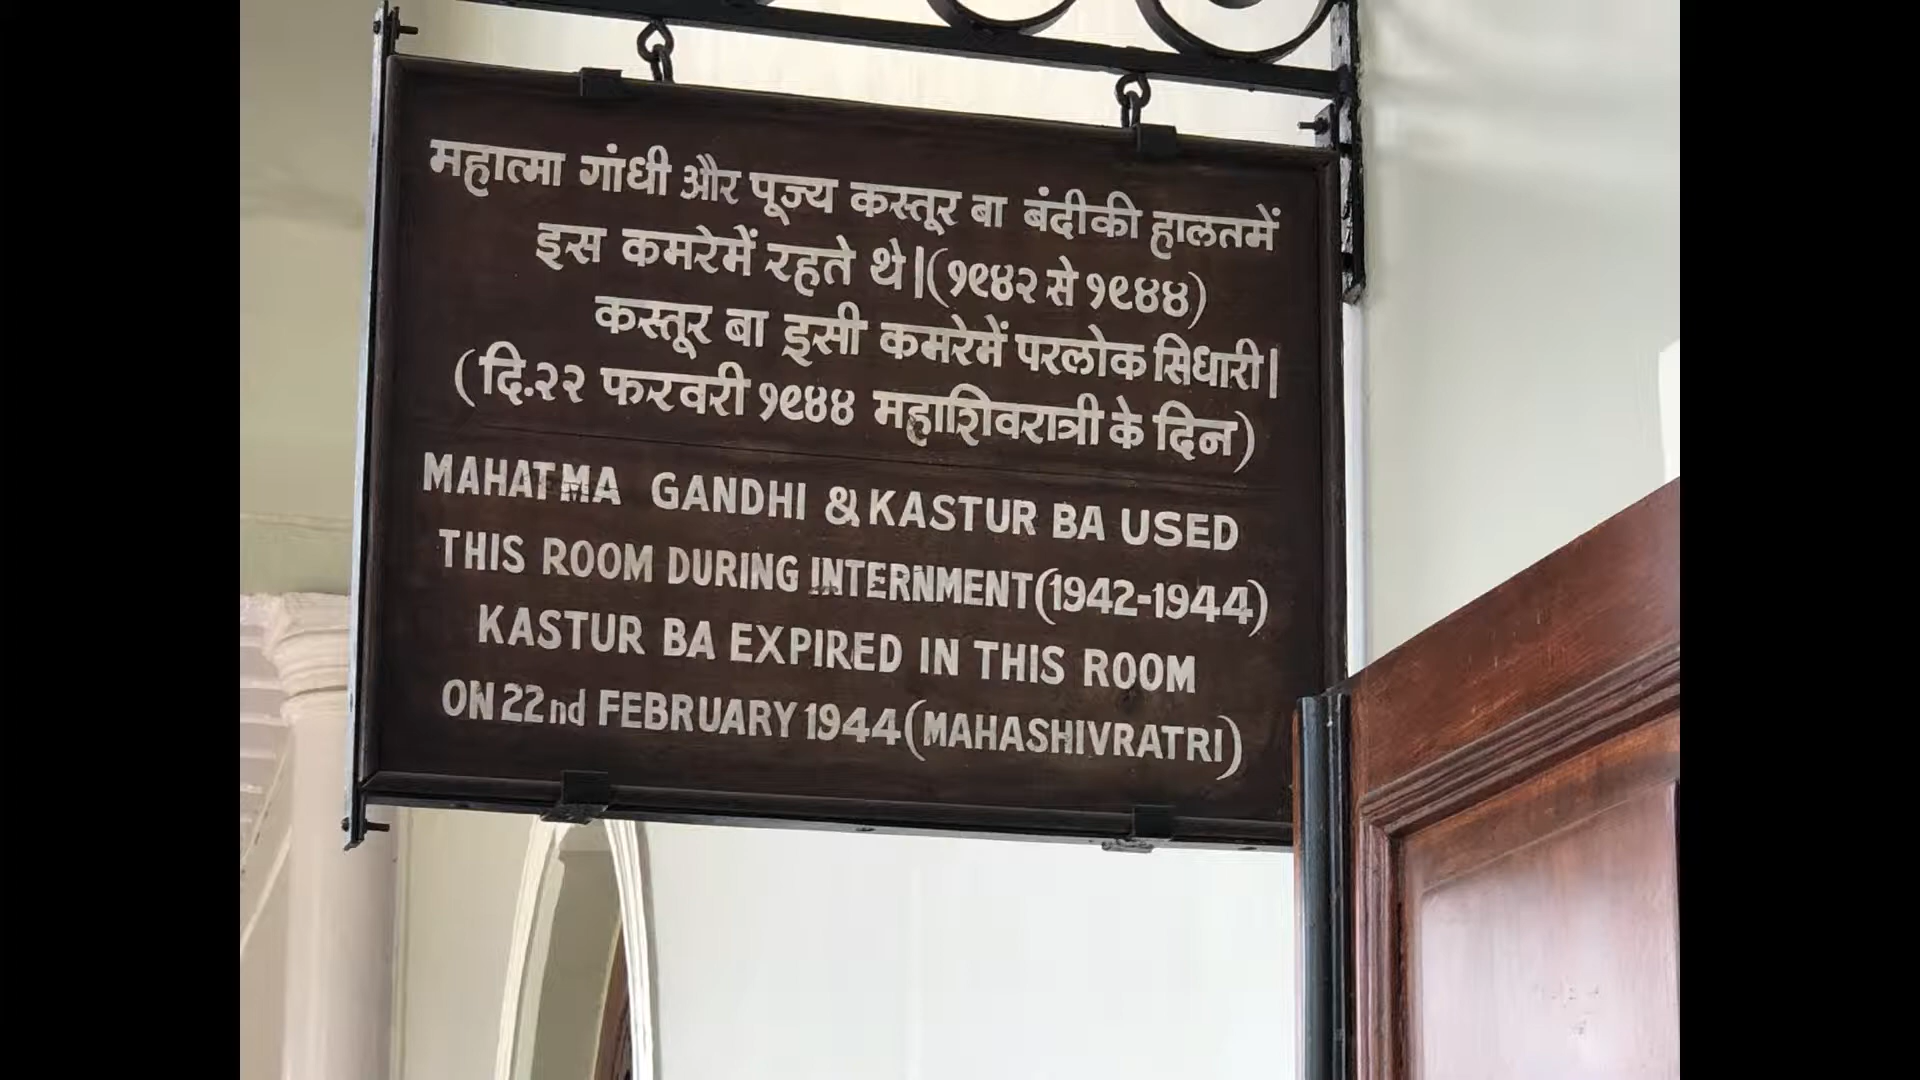 महात्मा गांधी और पूज्य कस्तूर बा बंदीकी हालतमें
इस कमरेमें रहते थे|(१९४२ से १९४४)
कस्तूर बा इसी कमरेमें परलोक सिधारी|
(दि.२२ फरवरी १९४४ महाशिवरात्री के दिन)
MAHATMA GANDHI & KASTUR BA USED
THIS ROOM DURING INTERNMENT(1942-1944)
KASTUR BA EXPIRED IN THIS ROOM
ON 22nd FEBRUARY 1944(MAHASHIVRATRI)